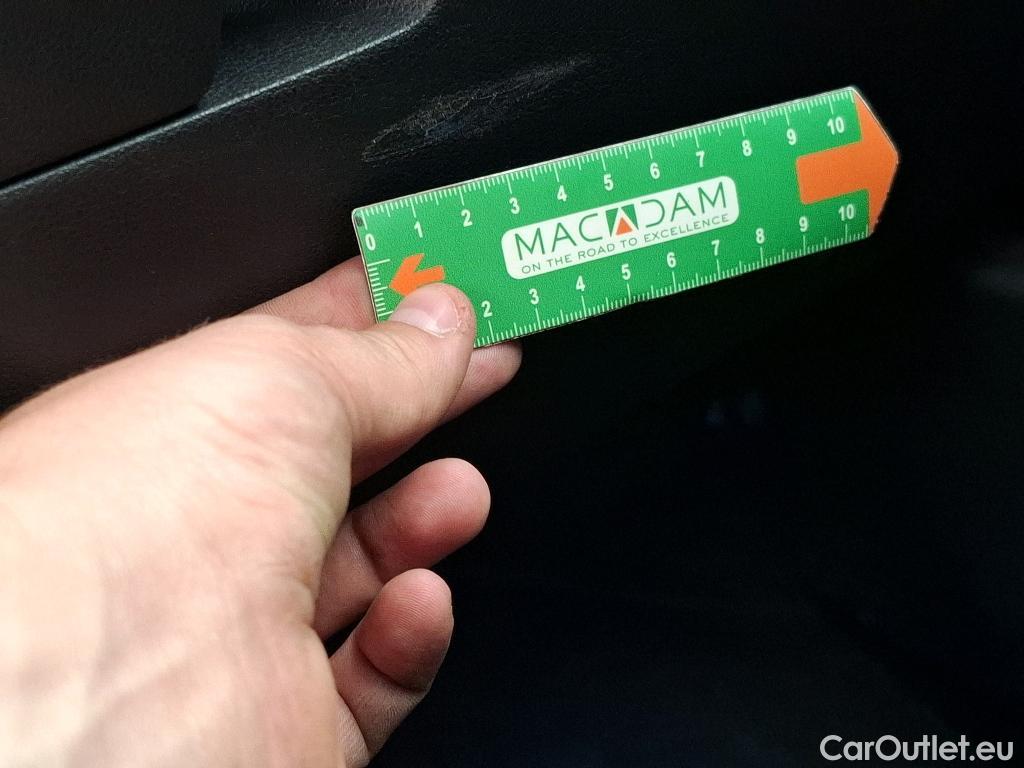 0 1 2 3 4 5 6 7 8 9 10
MACADAM
ON THE ROAD TO EXCELLENCE
2 3 4 5 6 7 8 9 10
CarOutlet.eu